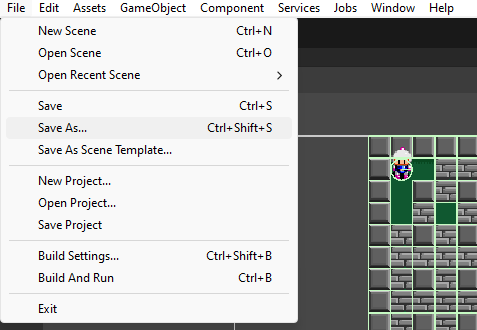 File Edit Assets GameObject Component Services Jobs Window Help
New Scene Ctrl+N
Open Scene Ctrl+O
Open Recent Scene >
Save Ctrl+S
Save As... Ctrl+Shift+S
Save As Scene Template...
New Project...
Open Project...
Save Project
Build Settings... Ctrl+Shift+B
Build And Run Ctrl+B
Exit